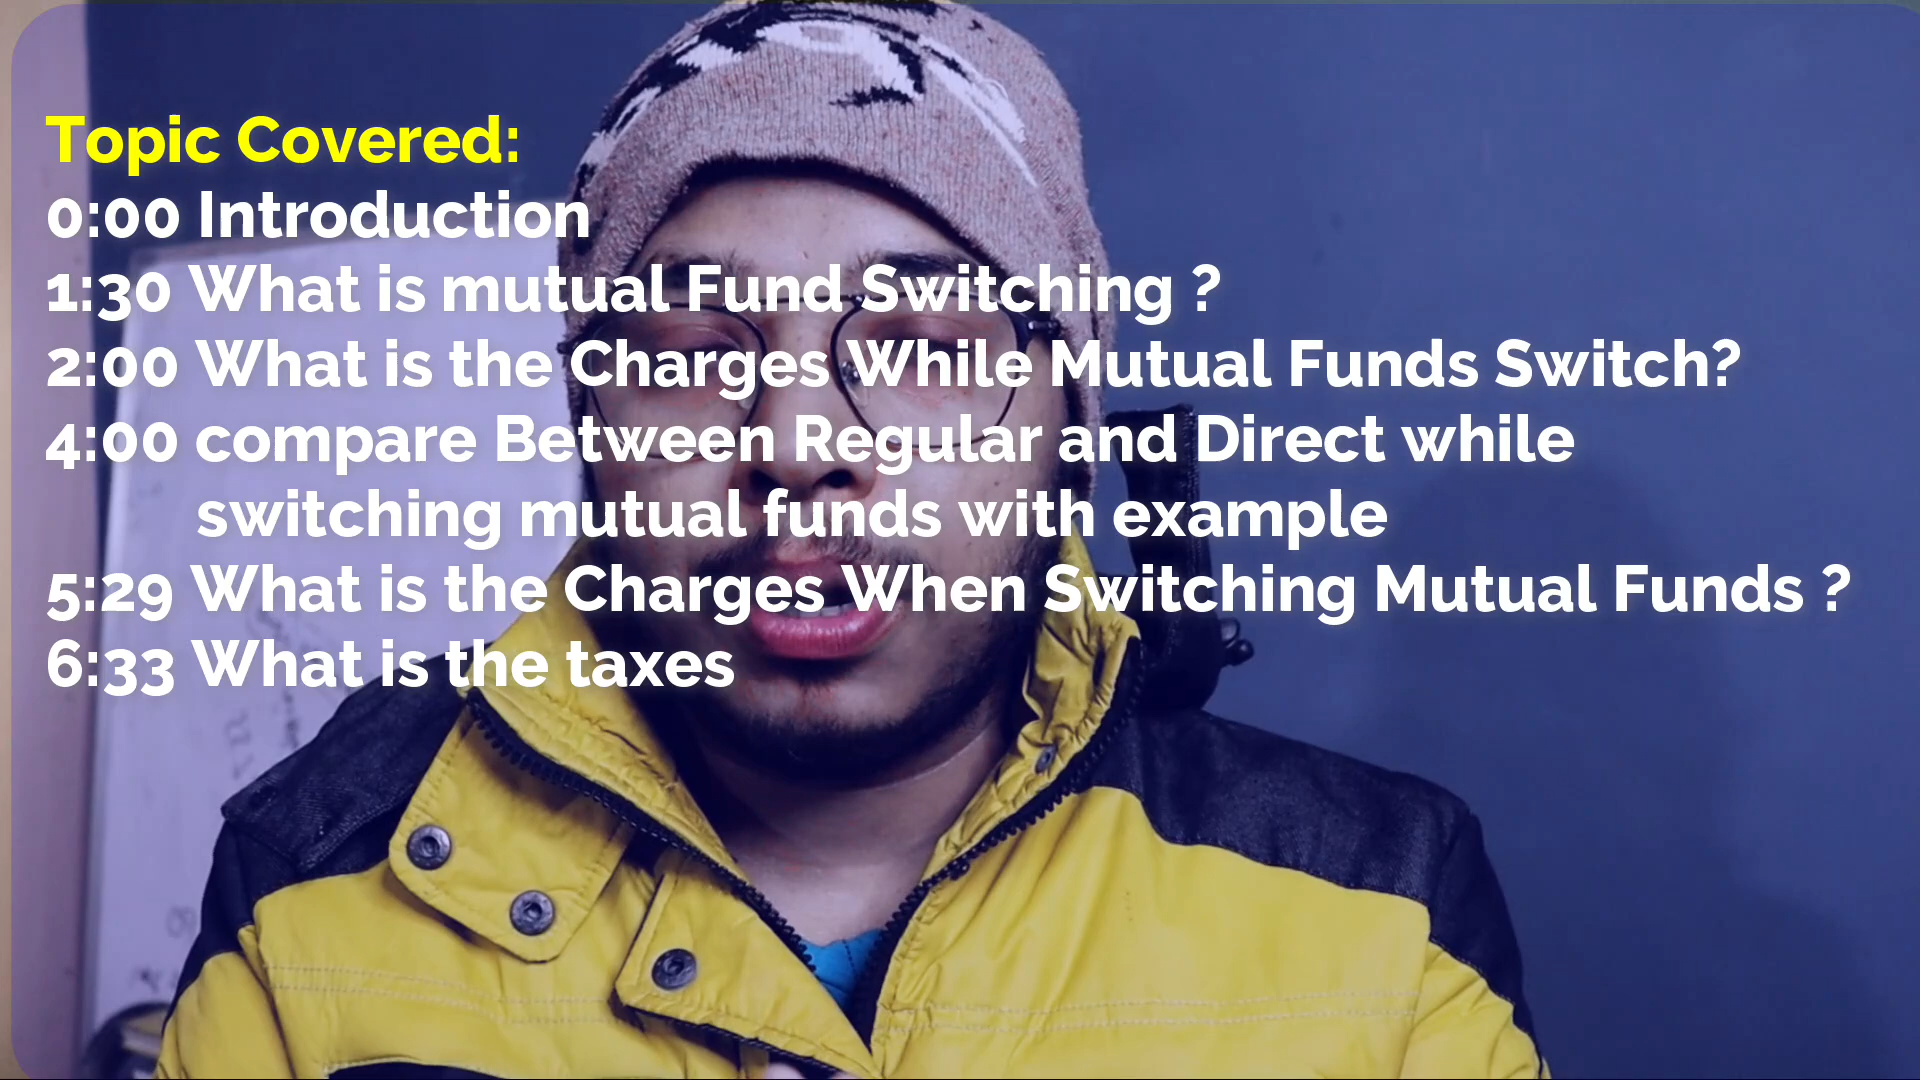 Topic Covered:
0:00 Introduction
1:30 What is mutual Fund Switching ?
2:00 What is the Charges While Mutual Funds Switch?
4:00 compare Between Regular and Direct while
switching mutual funds with example
5:29 What is the Charges When Switching Mutual Funds ?
6:33 What is the taxes